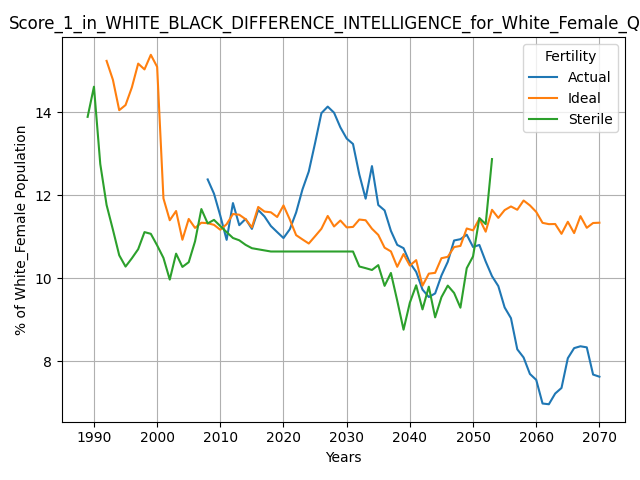 Score_1_in_WHITE_BLACK_DIFFERENCE_INTELLIGENCE_for_White_Female_Q
Fertility
Actual
Ideal
Sterile
% of White_Female Population
14
12
10
8
1990 2000 2010 2020 2030 2040 2050 2060 2070
Years